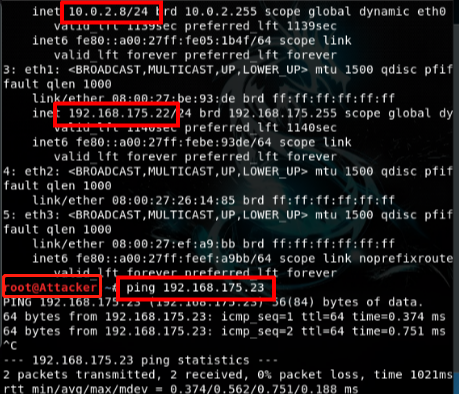 inet 10.0.2.8/24 brd 10.0.2.255 scope global dynamic eth0
valid_lft 1139sec preferred_lft 1139sec
inet6 fe80::a00:27ff:fe05:1b4f/64 scope link
valid_lft forever preferred_lft forever
3: eth1: <BROADCAST,MULTICAST,UP,LOWER_UP> mtu 1500 qdisc pfif
fault qlen 1000
link/ether 08:00:27:be:93:de brd ff:ff:ff:ff:ff:ff
inet 192.168.175.22/24 brd 192.168.175.255 scope global dy
valid_lft 1140sec preferred_lft 1140sec
inet6 fe80::a00:27ff:febe:93de/64 scope link
valid_lft forever preferred_lft forever
4: eth2: <BROADCAST,MULTICAST,UP,LOWER_UP> mtu 1500 qdisc pfif
fault qlen 1000
link/ether 08:00:27:26:14:85 brd ff:ff:ff:ff:ff:ff
5: eth3: <BROADCAST,MULTICAST,UP,LOWER_UP> mtu 1500 qdisc pfif
fault qlen 1000
link/ether 08:00:27:ef:a9:bb brd ff:ff:ff:ff:ff:ff
inet6 fe80::a00:27ff:feef:a9bb/64 scope link noprefixroute
valid_lft forever preferred_lft forever
root@Attacker:~# ping 192.168.175.23
PING 192.168.175.23 (192.168.175.23) 56(84) bytes of data.
64 bytes from 192.168.175.23: icmp_seq=1 ttl=64 time=0.374 ms
64 bytes from 192.168.175.23: icmp_seq=2 ttl=64 time=0.751 ms
^C
--- 192.168.175.23 ping statistics ---
2 packets transmitted, 2 received, 0% packet loss, time 1021ms
rtt min/avg/max/mdev = 0.374/0.562/0.751/0.188 ms